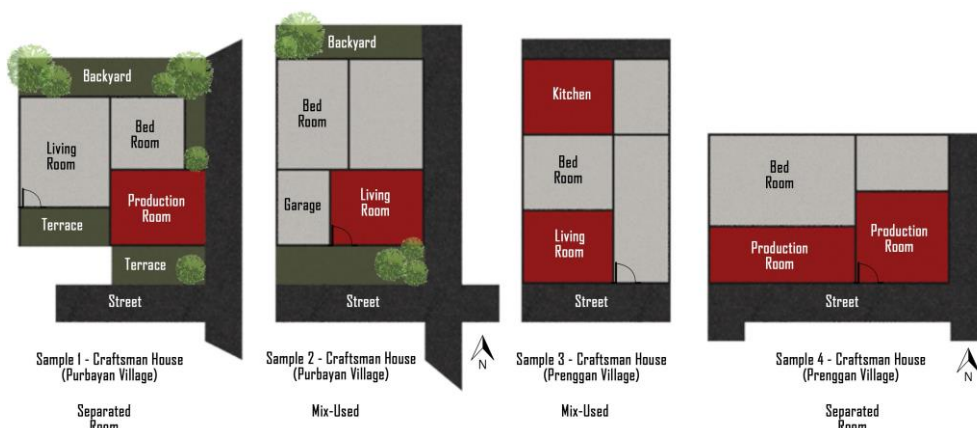 Backyard
Living
Room
Bed
Room
Production
Room
Terrace
Terrace
Street
Sample 1 - Craftsman House
(Purbayan Village)
Separated
Room
Backyard
Bed
Room
Garage
Living
Room
Street
N
Sample 2 - Craftsman House
(Purbayan Village)
Mix-Used
Kitchen
Bed
Room
Living
Room
Street
Sample 3 - Craftsman House
(Prenggan Village)
Mix-Used
Bed
Room
Production
Room
Production
Room
Street
N
Sample 4 - Craftsman House
(Prenggan Village)
Separated
Room